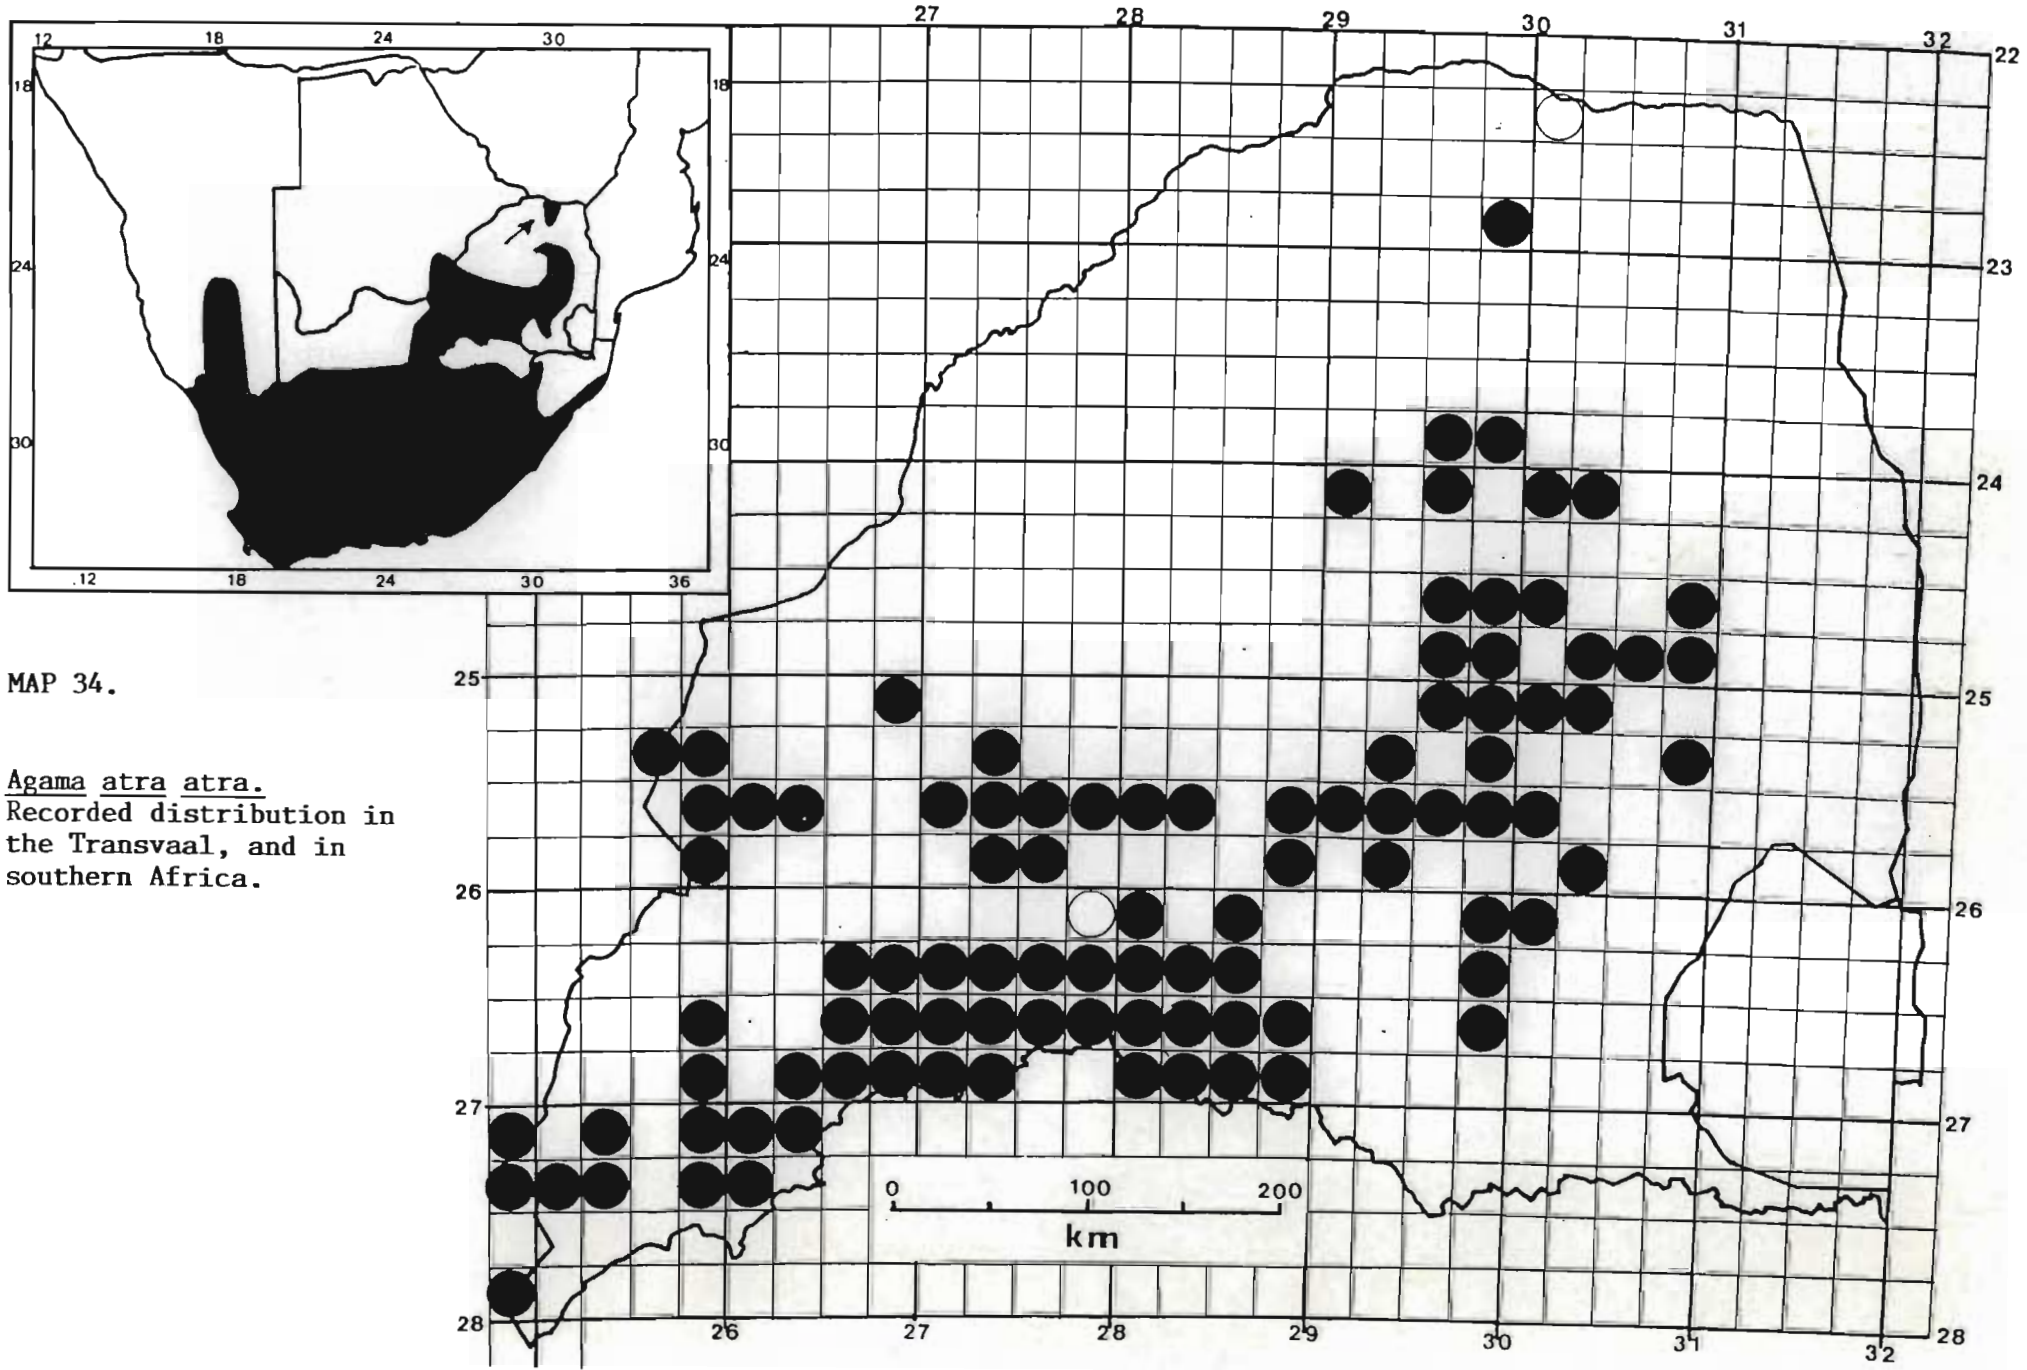 27 28 29 30 31 32
22
12 18 24 30
18 18
24 24
30 30
.12 18 24 30 36
23
24
MAP 34.
25 25
Agama atra atra.
Recorded distribution in
the Transvaal, and in
southern Africa.
26 26
27 27
0 100 200
km
28 28
26 27 28 29 30 31 32